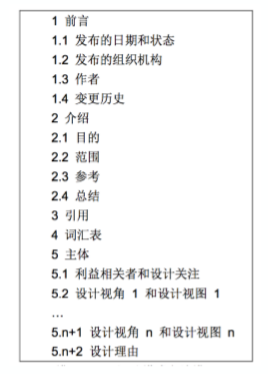 1 前言
1.1 发布的日期和状态
1.2 发布的组织机构
1.3 作者
1.4 变更历史
2 介绍
2.1 目的
2.2 范围
2.3 参考
2.4 总结
3 引用
4 词汇表
5 主体
5.1 利益相关者和设计关注
5.2 设计视角 1 和设计视图 1
…
5.n+1 设计视角 n 和设计视图 n
5.n+2 设计理由